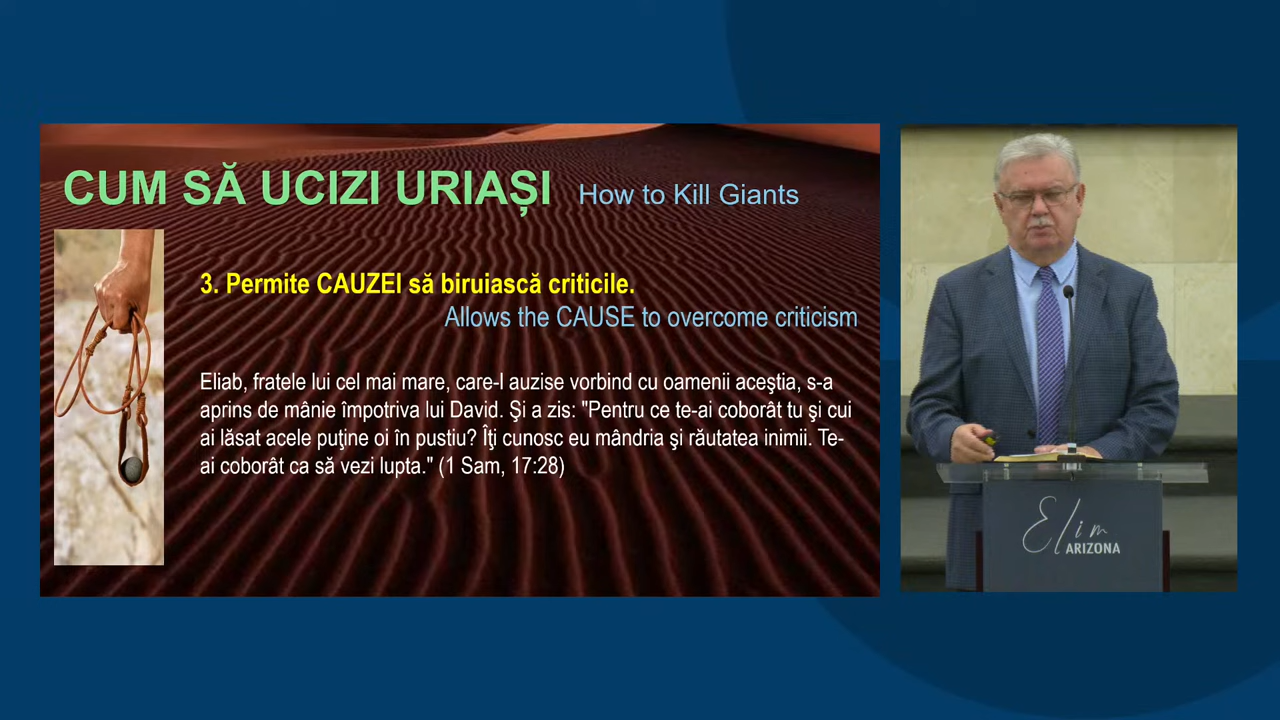 CUM SĂ UCIZI URIAȘI How to Kill Giants
3. Permite CAUZEI să biruiască criticile.
Allows the CAUSE to overcome criticism
Eliab, fratele lui cel mai mare, care-l auzise vorbind cu oamenii aceştia, s-a
aprins de mânie împotriva lui David. Şi a zis: "Pentru ce te-ai coborât tu şi cui
ai lăsat acele puţine oi în pustiu? Îţi cunosc eu mândria şi răutatea inimii. Te-
ai coborât ca să vezi lupta." (1 Sam, 17:28)
Elim
ARIZONA